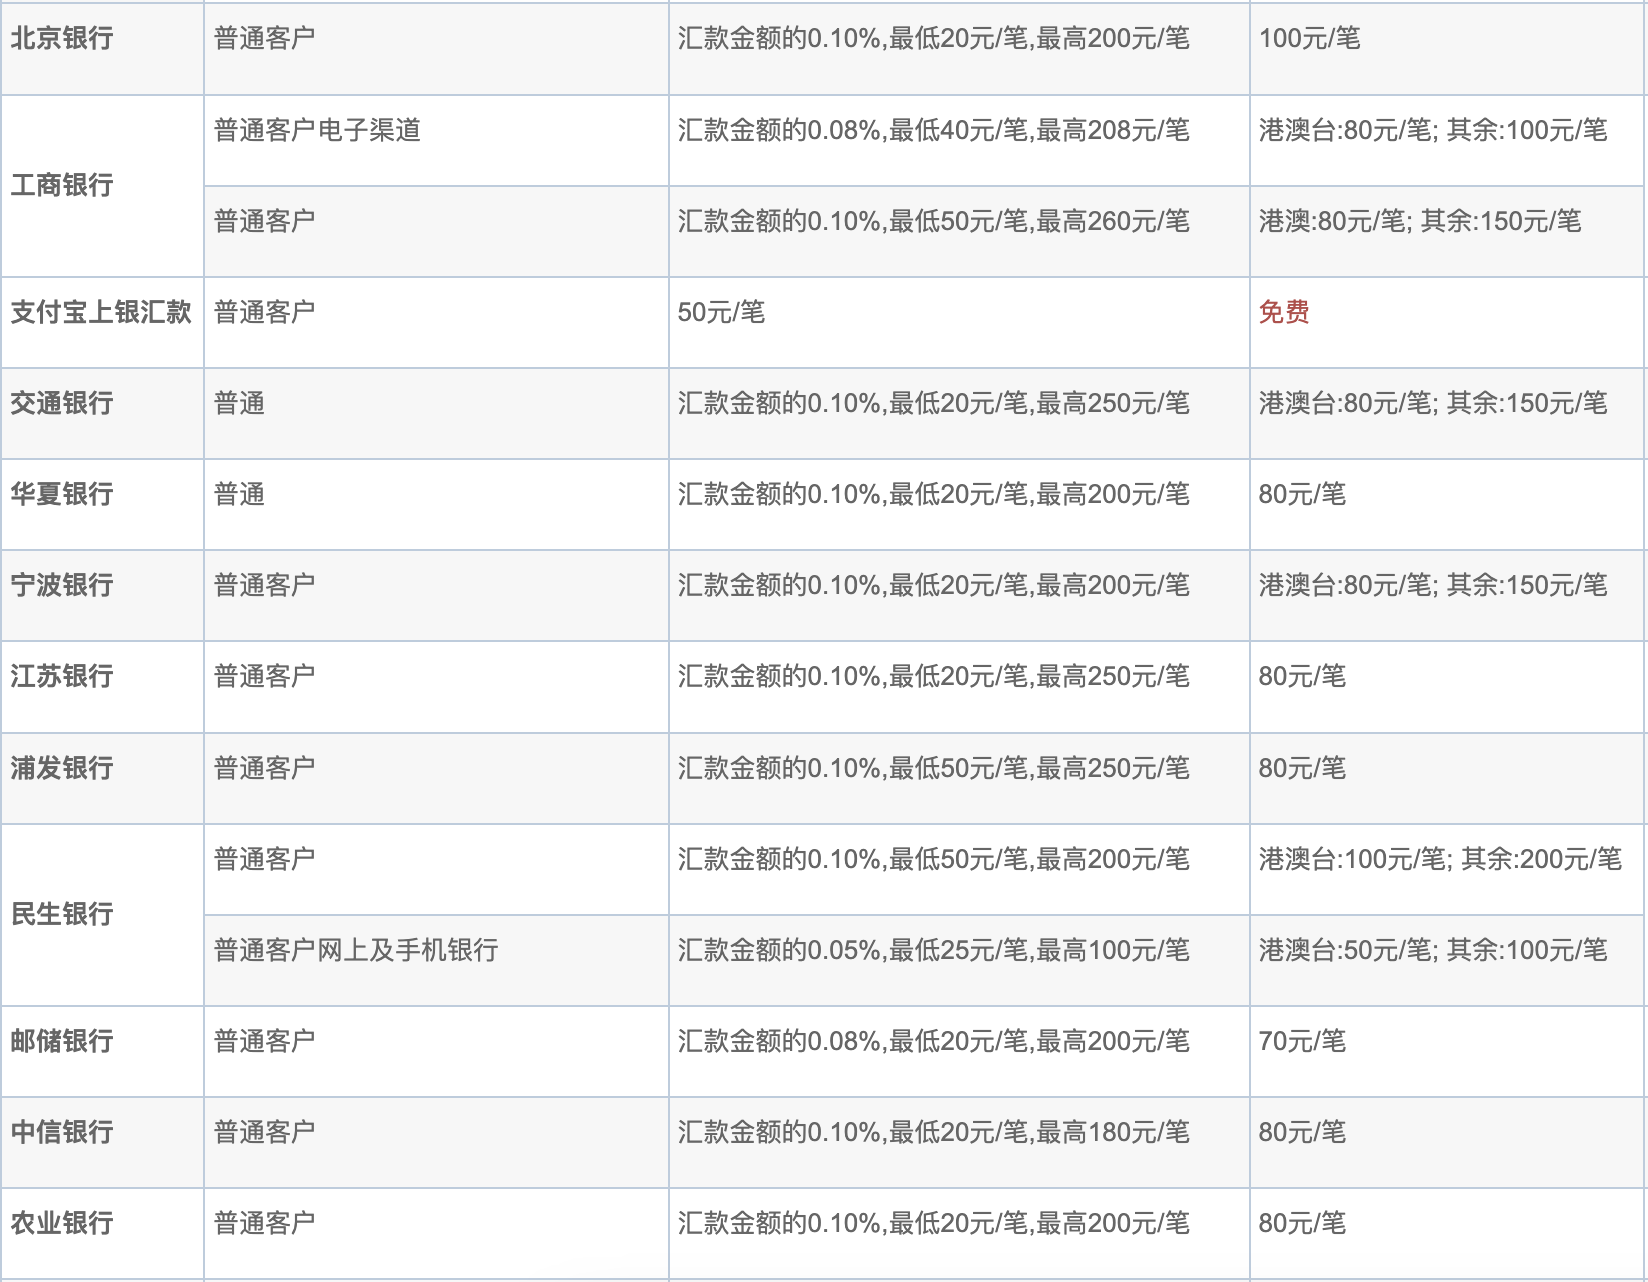 北京银行 普通客户 汇款金额的0.10%,最低20元/笔,最高200元/笔 100元/笔
工商银行 普通客户电子渠道 汇款金额的0.08%,最低40元/笔,最高208元/笔 港澳台:80元/笔; 其余:100元/笔
普通客户 汇款金额的0.10%,最低50元/笔,最高260元/笔 港澳:80元/笔; 其余:150元/笔
支付宝上银汇款 普通客户 50元/笔 免费
交通银行 普通 汇款金额的0.10%,最低20元/笔,最高250元/笔 港澳台:80元/笔; 其余:150元/笔
华夏银行 普通 汇款金额的0.10%,最低20元/笔,最高200元/笔 80元/笔
宁波银行 普通客户 汇款金额的0.10%,最低20元/笔,最高200元/笔 港澳台:80元/笔; 其余:150元/笔
江苏银行 普通客户 汇款金额的0.10%,最低20元/笔,最高250元/笔 80元/笔
浦发银行 普通客户 汇款金额的0.10%,最低50元/笔,最高250元/笔 80元/笔
民生银行 普通客户 汇款金额的0.10%,最低50元/笔,最高200元/笔 港澳台:100元/笔; 其余:200元/笔
普通客户网上及手机银行 汇款金额的0.05%,最低25元/笔,最高100元/笔 港澳台:50元/笔; 其余:100元/笔
邮储银行 普通客户 汇款金额的0.08%,最低20元/笔,最高200元/笔 70元/笔
中信银行 普通客户 汇款金额的0.10%,最低20元/笔,最高180元/笔 80元/笔
农业银行 普通客户 汇款金额的0.10%,最低20元/笔,最高200元/笔 80元/笔